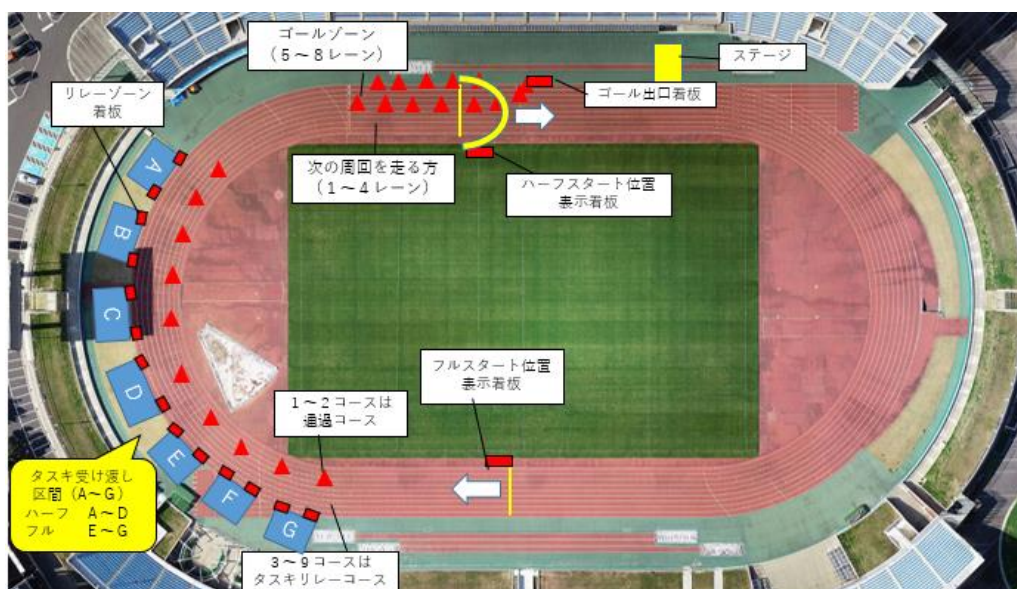 ゴールゾーン
（5～8レーン）
ステージ
リレーゾーン
看板
ゴール出口看板
次の周回を走る方
（1～4レーン）
ハーフスタート位置
表示看板
A
B
C
D
E
F
G
フルスタート位置
表示看板
1～2コースは
通過コース
タスキ受け渡し
区間（A～G）
ハーフ　A～D
フル　　E～G
3～9コースは
タスキリレーコース